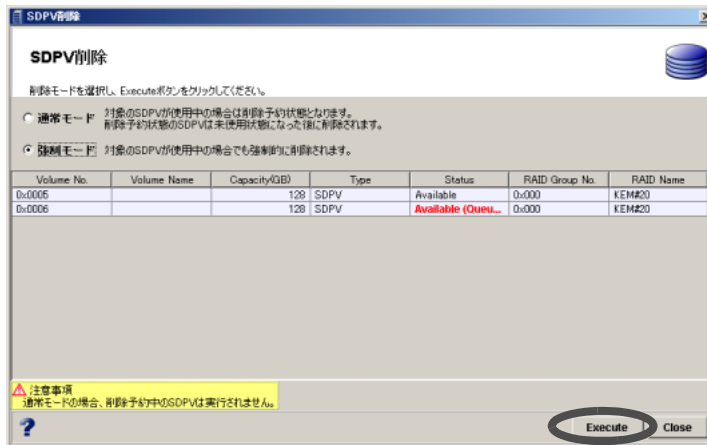 SDPV削除
SDPV削除
削除モードを選択し、Executeボタンをクリックしてください。
通常モード 対象のSDPVが使用中の場合は削除予約状態となります。
削除予約状態のSDPVは未使用状態になった後に削除されます。
強制モード 対象のSDPVが使用中の場合でも強制的に削除されます。
Volume No. Volume Name Capacity(GB) Type Status RAID Group No. RAID Name
0x0005 128 SDPV Available 0x000 KEM#20
0x0006 128 SDPV Available (Queu... 0x000 KEM#20
注意事項
通常モードの場合、削除予約中のSDPVは実行されません。
? Execute Close